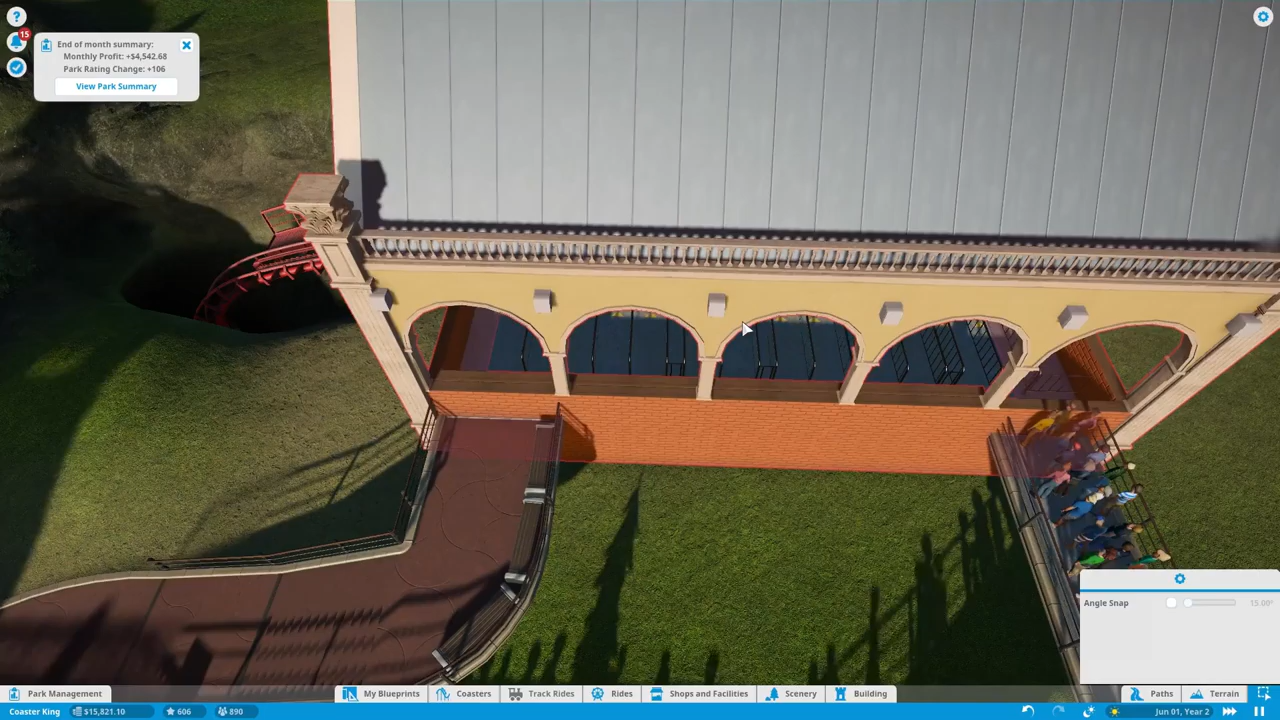 ?
15
End of month summary:
Monthly Profit: +$4,542.68
Park Rating Change: +106
View Park Summary
Angle Snap 15.00°
Park Management My Blueprints Coasters Track Rides Rides Shops and Facilities Scenery Building Paths Terrain
Coaster King $15,821.10 606 890 Jun 01, Year 2